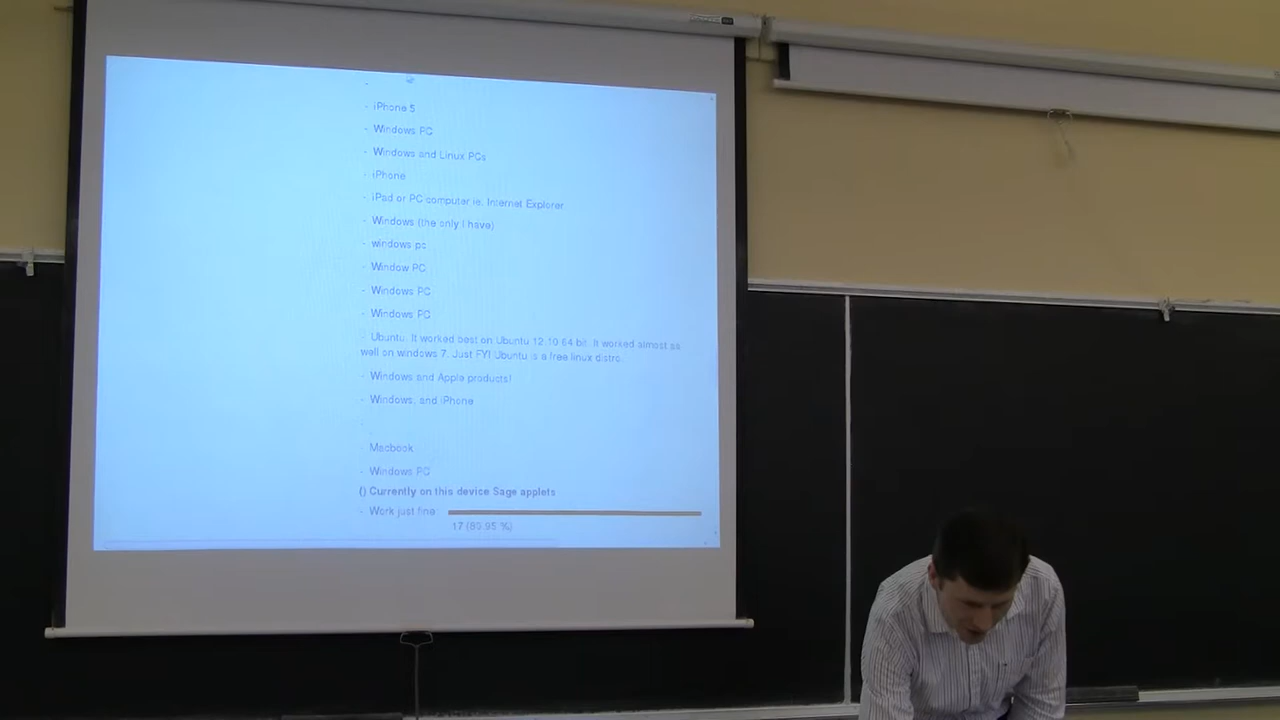 - iPhone 5
- Windows PC
- Windows and Linux PCs
- iPhone
- iPad or PC computer ie. Internet Explorer
- Windows (the only I have)
- windows pc
- Window PC
- Windows PC
- Windows PC
- Ubuntu. It worked best on Ubuntu 12.10 64 bit. It worked almost as
well on windows 7. Just FYI Ubuntu is a free linux distro.
- Windows and Apple products!
- Windows, and iPhone
- Macbook
- Windows PC
() Currently on this device Sage applets
- Work just fine:
17 (89.95 %)